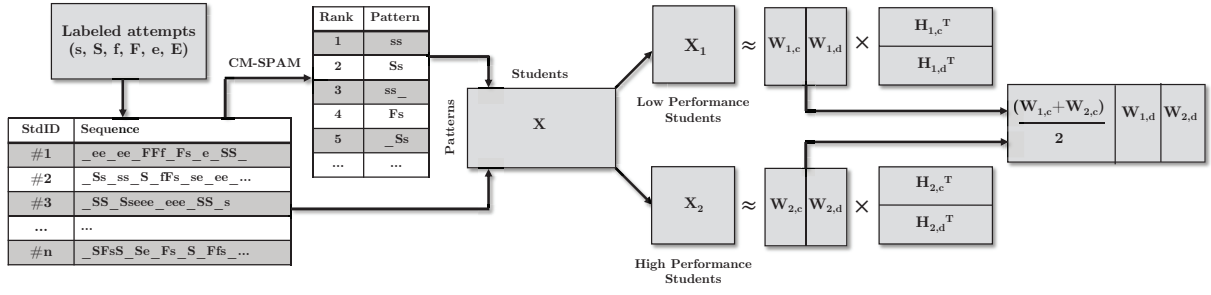 Labeled attempts
(s, S, f, F, e, E)
CM-SPAM
StdID Sequence
#1 _ee_ee_FFf_Fs_e_SS_
#2 _Ss_ss_S_fFs_se_ee_...
#3 _SS_Sseee_eee_SS_s
... ...
#n _SFsS_Se_Fs_S_Ffs_...
Rank Pattern
1 ss
2 Ss
3 ss_
4 Fs
5 _Ss
... ...
Students
Patterns
X
X₁ ≈ W₁,c W₁,d × H₁,cᵀ
H₁,dᵀ
Low Performance
Students
X₂ ≈ W₂,c W₂,d × H₂,cᵀ
H₂,dᵀ
High Performance
Students
(W₁,c+W₂,c)
2
W₁,d W₂,d